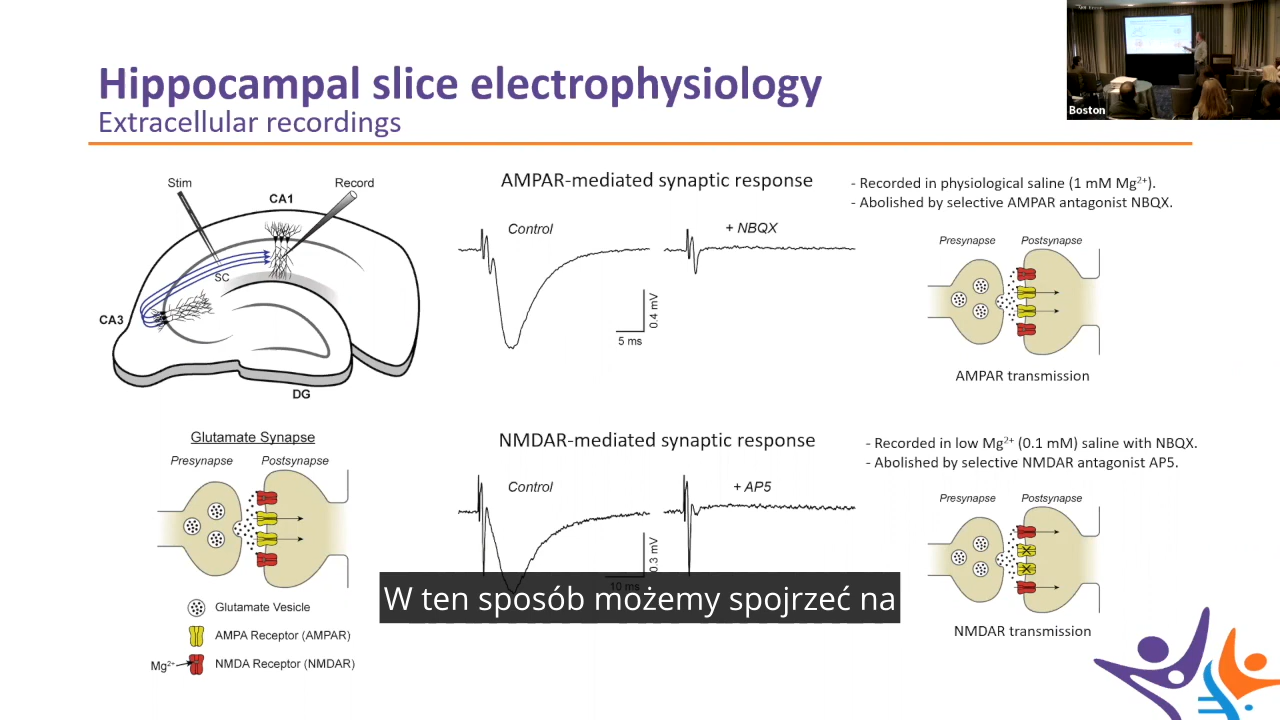 Hippocampal slice electrophysiology
Extracellular recordings
Boston
Stim
Record
CA1
SC
CA3
DG
AMPAR-mediated synaptic response
Control
+ NBQX
0.4 mV
5 ms
- Recorded in physiological saline (1 mM Mg²⁺).
- Abolished by selective AMPAR antagonist NBQX.
Presynapse
Postsynapse
AMPAR transmission
Glutamate Synapse
Presynapse
Postsynapse
Glutamate Vesicle
AMPA Receptor (AMPAR)
Mg²⁺
NMDA Receptor (NMDAR)
NMDAR-mediated synaptic response
Control
+ AP5
0.3 mV
10 ms
- Recorded in low Mg²⁺ (0.1 mM) saline with NBQX.
- Abolished by selective NMDAR antagonist AP5.
Presynapse
Postsynapse
NMDAR transmission
W ten sposób możemy spojrzeć na